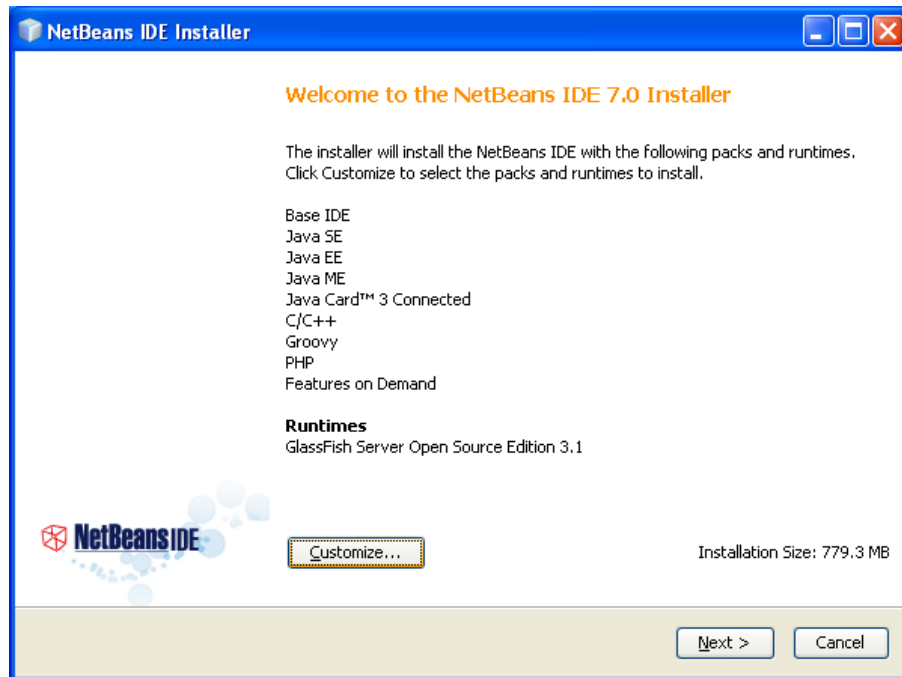 NetBeans IDE Installer
Welcome to the NetBeans IDE 7.0 Installer
The installer will install the NetBeans IDE with the following packs and runtimes.
Click Customize to select the packs and runtimes to install.
Base IDE
Java SE
Java EE
Java ME
Java Card™ 3 Connected
C/C++
Groovy
PHP
Features on Demand
Runtimes
GlassFish Server Open Source Edition 3.1
NetBeans IDE
Customize...
Installation Size: 779.3 MB
Next >
Cancel